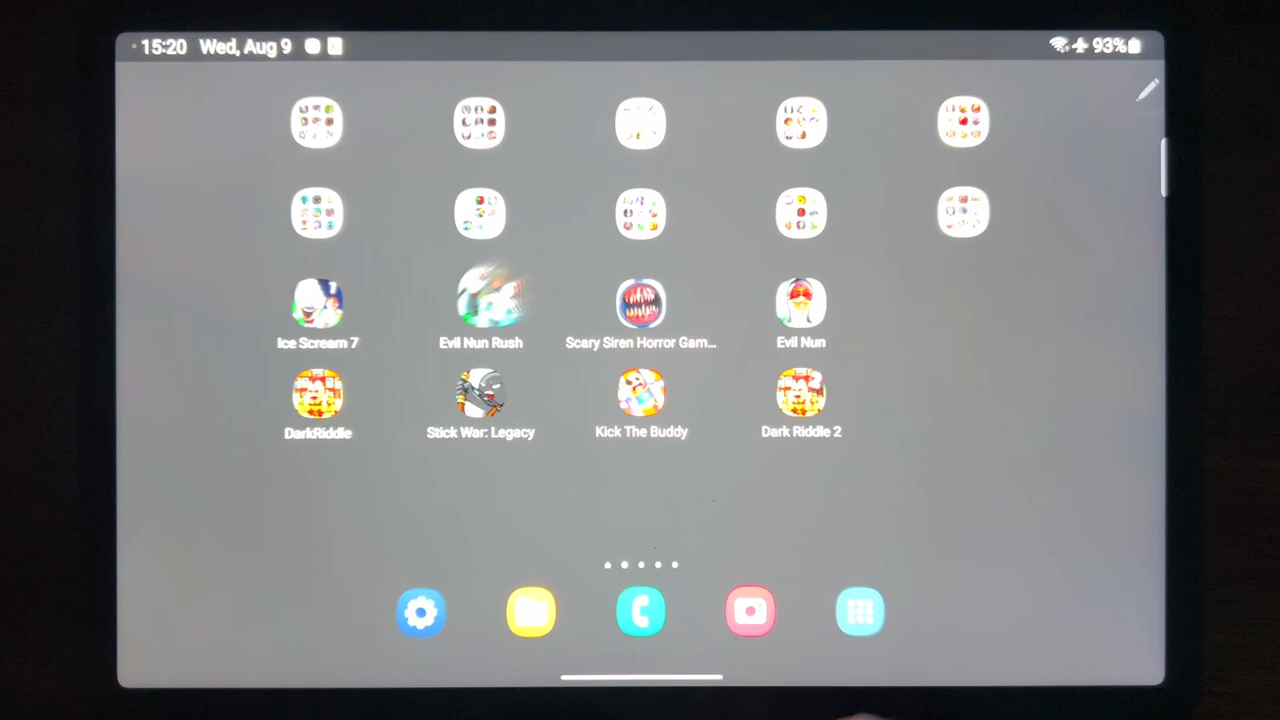 15:20 Wed, Aug 9 93%
Ice Scream 7 Evil Nun Rush Scary Siren Horror Gam... Evil Nun
DarkRiddle Stick War: Legacy Kick The Buddy Dark Riddle 2